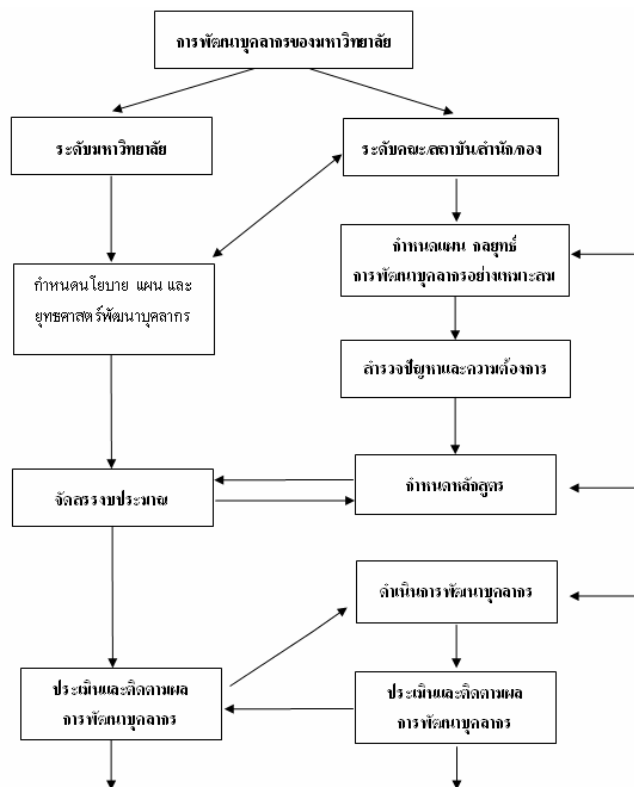 การพัฒนาบุคลากรของมหาวิทยาลัย
ระดับมหาวิทยาลัย
ระดับคณะ/สถาบัน/สำนัก/กอง
กำหนดแผน กลยุทธ์
การพัฒนาบุคลากรอย่างเหมาะสม
กำหนดนโยบาย แผน และ
ยุทธศาสตร์พัฒนาบุคลากร
สำรวจปัญหาและความต้องการ
จัดสรรงบประมาณ
กำหนดหลักสูตร
ดำเนินการพัฒนาบุคลากร
ประเมินและติดตามผล
การพัฒนาบุคลากร
ประเมินและติดตามผล
การพัฒนาบุคลากร